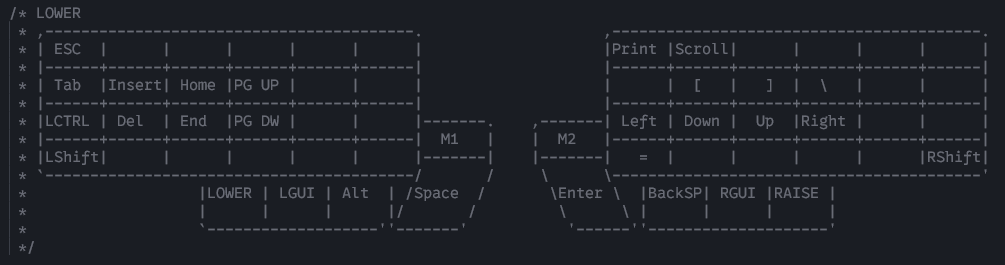 /* LOWER
 * ,-----------------------------------------.                    ,-----------------------------------------.
 * | ESC  |      |      |      |      |      |                    |Print |Scroll|      |      |      |      |
 * |------+------+------+------+------+------|                    |------+------+------+------+------+------|
 * | Tab  |Insert| Home |PG UP |      |      |                    |      |  [   |   ]  |  \   |      |      |
 * |------+------+------+------+------+------|                    |------+------+------+------+------+------|
 * |LCTRL | Del  | End  |PG DW |      |      |-------.    ,-------| Left | Down |  Up  |Right |      |      |
 * |------+------+------+------+------+------|  M1   |    |  M2   |------+------+------+------+------+------|
 * |LShift|      |      |      |      |      |-------|    |-------|  =   |      |      |      |      |RShift|
 * `-----------------------------------------/       /     \      \-----------------------------------------'
 *                   |LOWER | LGUI | Alt  | /Space  /       \Enter \  |BackSP| RGUI |RAISE |
 *                   |      |      |      |/       /         \      \ |      |      |      |
 *                   `-------------------''-------'           '------''--------------------'
 */